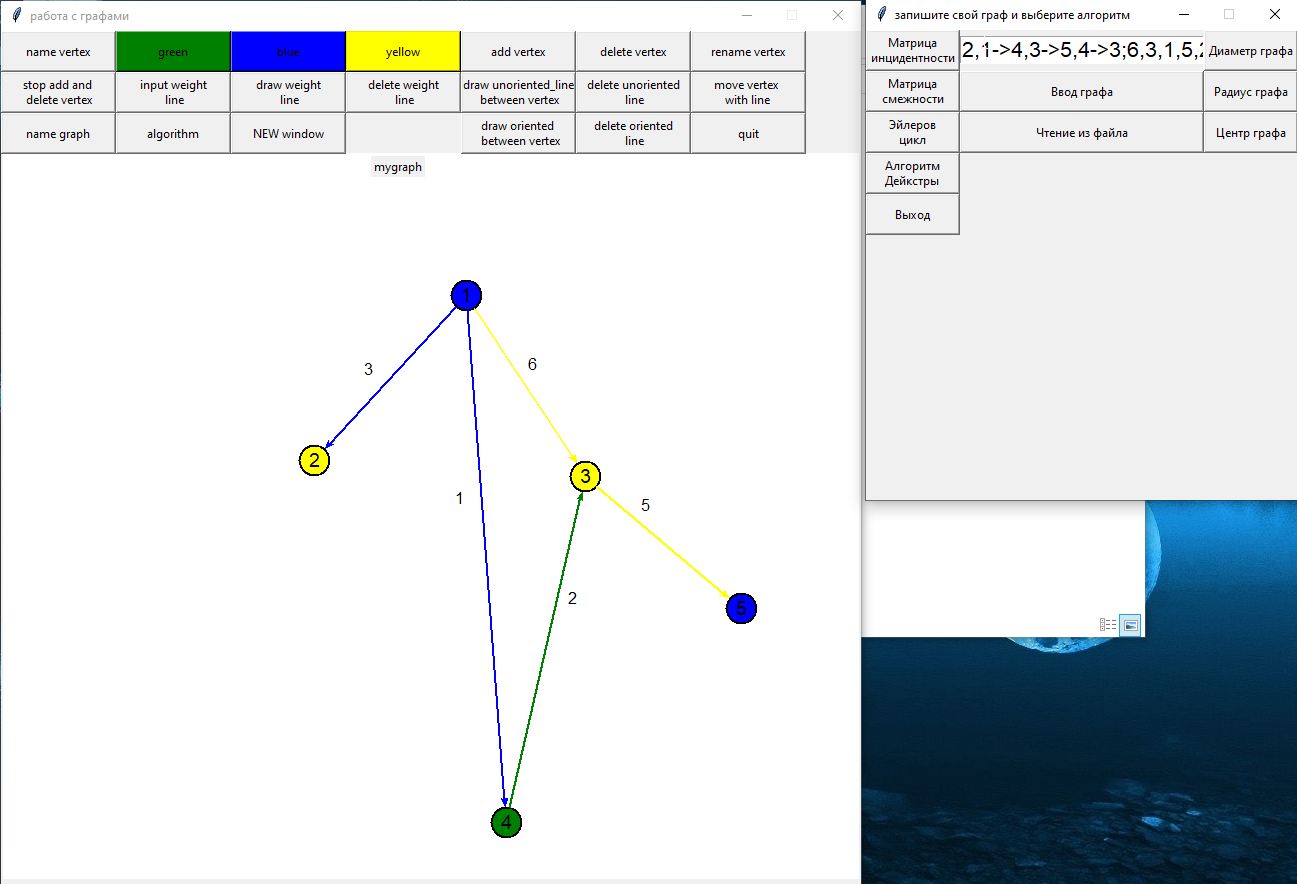 работа с графами
name vertex
green
blue
yellow
add vertex
delete vertex
rename vertex
stop add and
delete vertex
input weight
line
draw weight
line
delete weight
line
draw unoriented_line
between vertex
delete unoriented
line
move vertex
with line
name graph
algorithm
NEW window
draw oriented
between vertex
delete oriented
line
quit
mygraph
1
3
6
2
3
1
5
2
5
4
запишите свой граф и выберите алгоритм
Матрица
инцидентности
2,1->4,3->5,4->3;6,3,1,5,2
Диаметр графа
Матрица
смежности
Ввод графа
Радиус графа
Эйлеров
цикл
Чтение из файла
Центр графа
Алгоритм
Дейкстры
Выход